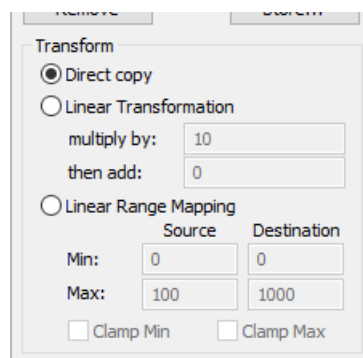 Transform
Direct copy
Linear Transformation
multiply by: 10
then add: 0
Linear Range Mapping
Source Destination
Min: 0 0
Max: 100 1000
Clamp Min Clamp Max